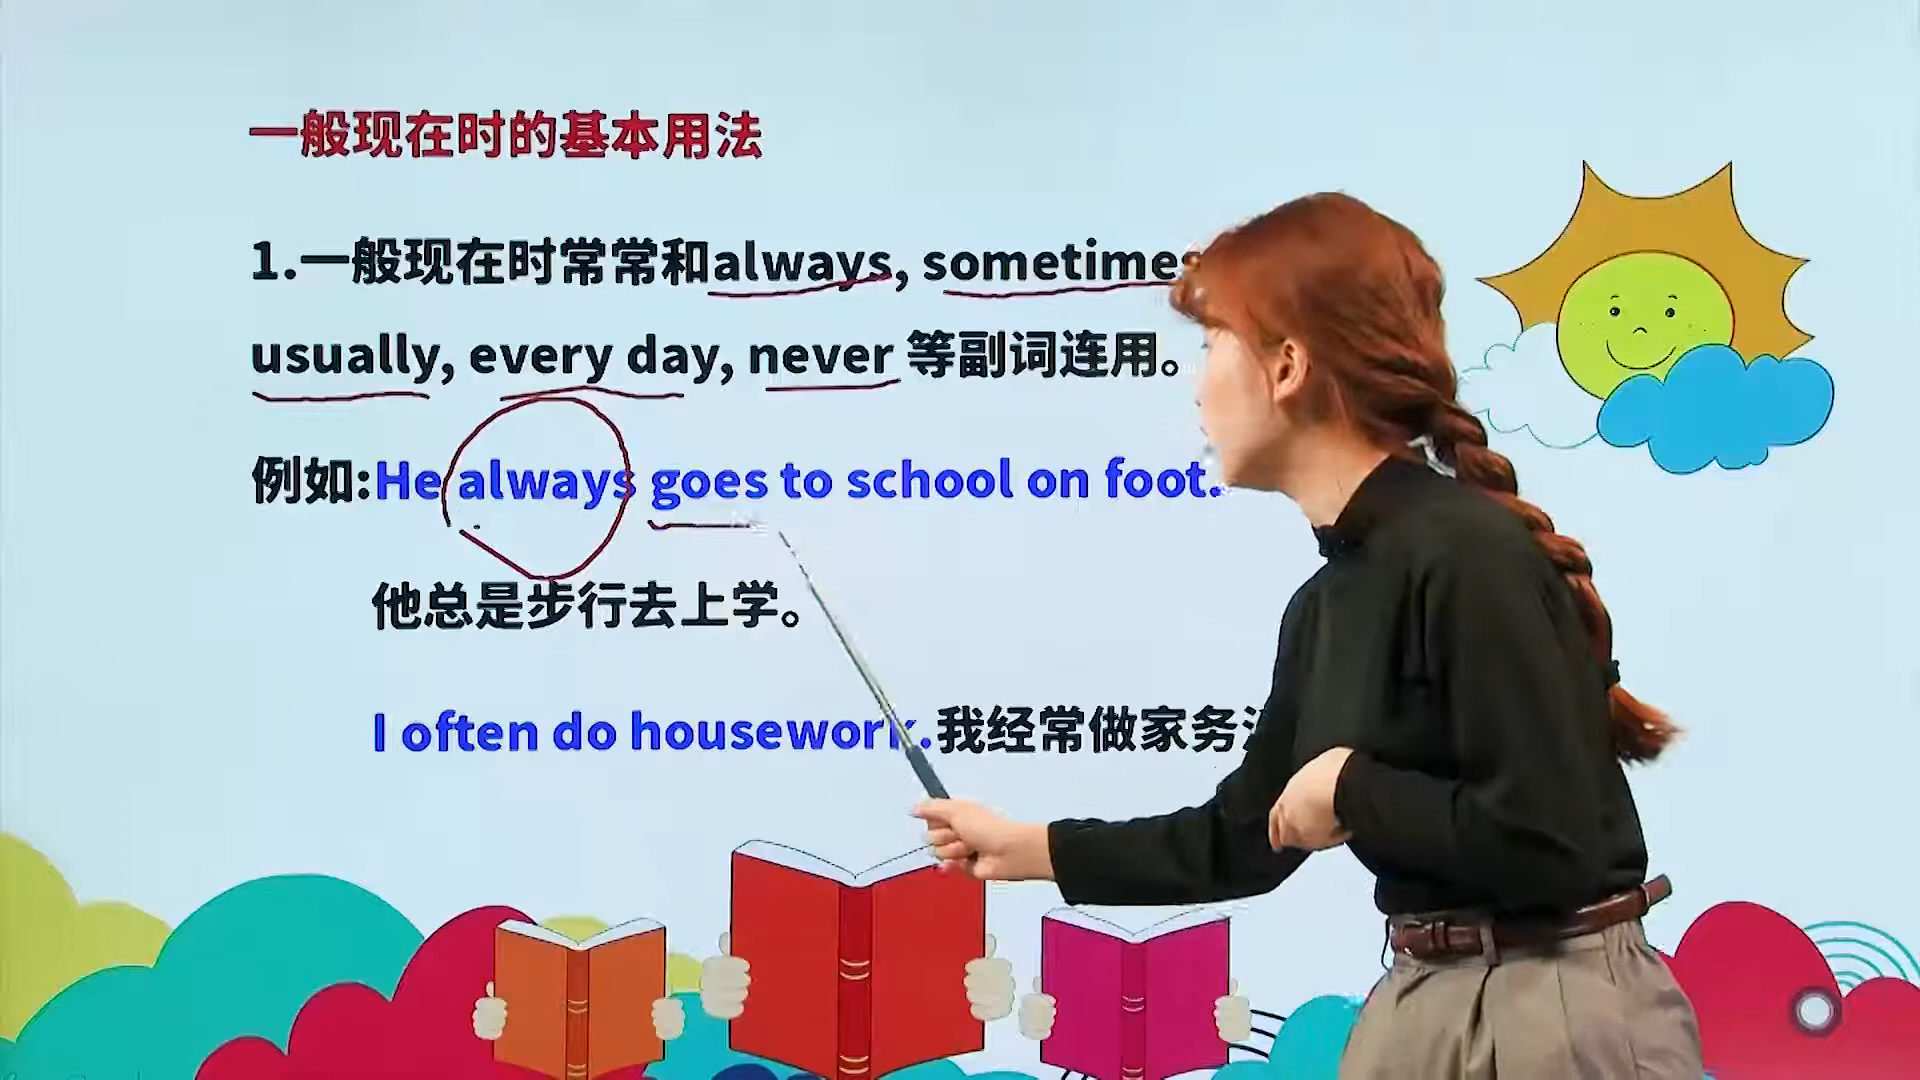 一般现在时的基本用法
1.一般现在时常常和always, sometimes
usually, every day, never 等副词连用。
例如:He always goes to school on foot.
他总是步行去上学。
I often do housework.我经常做家务